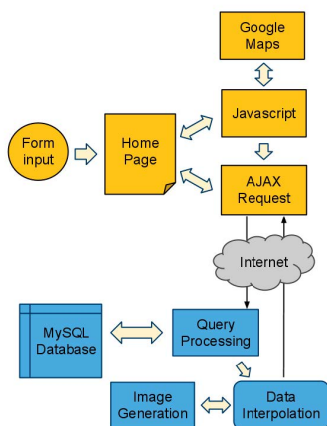 Google
Maps
Javascript
Form
input
Home
Page
AJAX
Request
Internet
MySQL
Database
Query
Processing
Image
Generation
Data
Interpolation